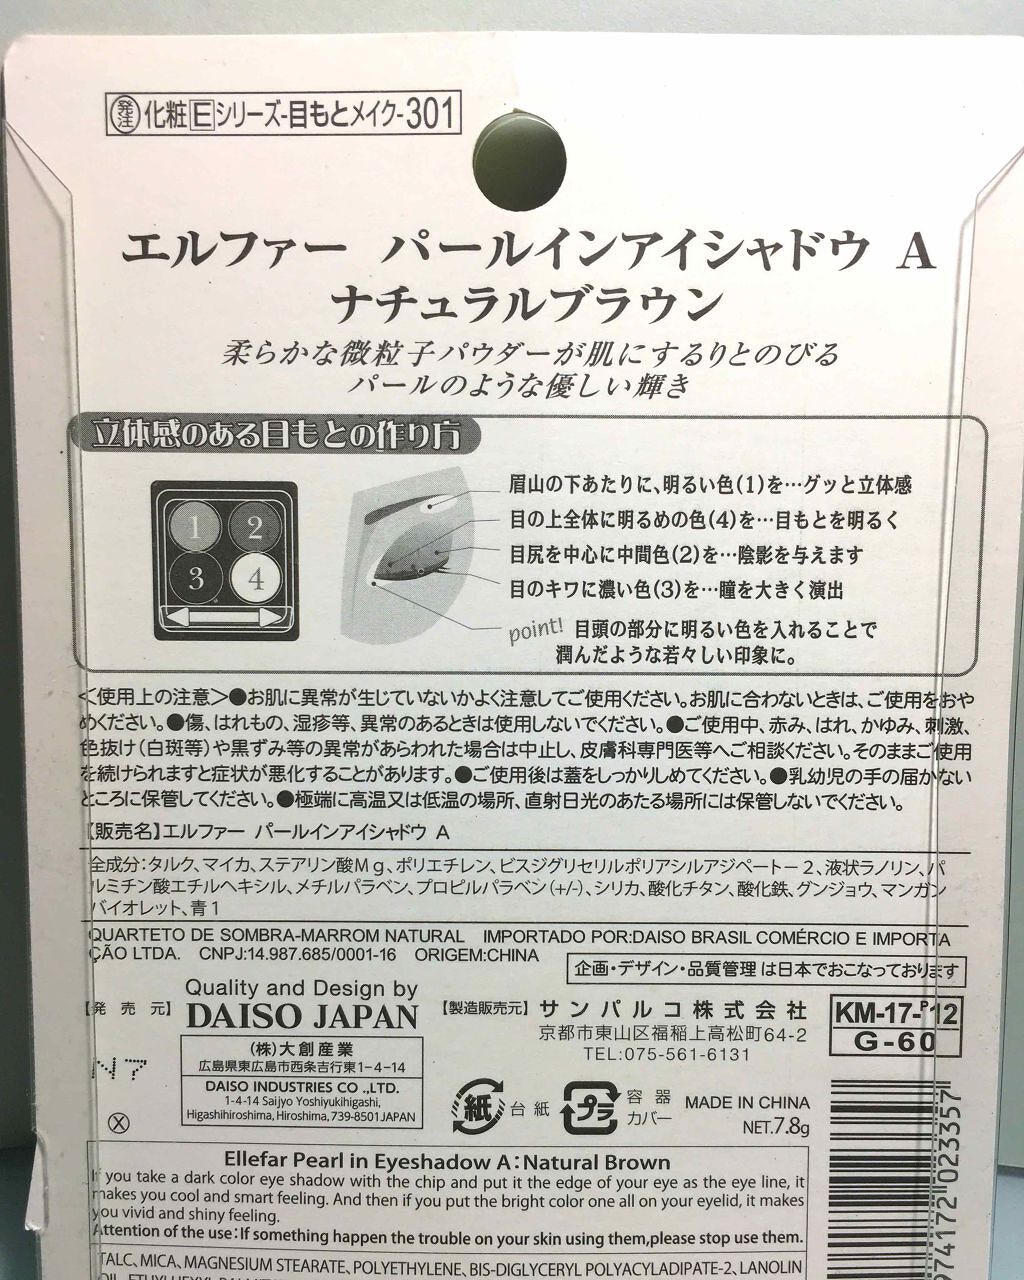 発注 化粧Eシリーズ-目もとメイク-301
エルファー パールインアイシャドウ A
ナチュラルブラウン
柔らかな微粒子パウダーが肌にするりとのびる
パールのような優しい輝き
立体感のある目もとの作り方
1 2
3 4
眉山の下あたりに、明るい色(1)を…グッと立体感
目の上全体に明るめの色(4)を…目もとを明るく
目尻を中心に中間色(2)を…陰影を与えます
目のキワに濃い色(3)を…瞳を大きく演出
point! 目頭の部分に明るい色を入れることで
潤んだような若々しい印象に。
<使用上の注意>●お肌に異常が生じていないかよく注意してご使用ください。お肌に合わないときは、ご使用をおや
めください。●傷、はれもの、湿疹等、異常のあるときは使用しないでください。●ご使用中、赤み、はれ、かゆみ、刺激、
色抜け(白斑等)や黒ずみ等の異常があらわれた場合は中止し、皮膚科専門医等へご相談ください。そのままご使用
を続けられますと症状が悪化することがあります。●ご使用後は蓋をしっかりしめてください。●乳幼児の手の届かない
ところに保管してください。●極端に高温又は低温の場所、直射日光のあたる場所には保管しないでください。
【販売名】エルファー パールインアイシャドウ A
全成分:タルク、マイカ、ステアリン酸Mg、ポリエチレン、ビスジグリセリルポリアシルアジペート-2、液状ラノリン、パ
ルミチン酸エチルヘキシル、メチルパラベン、プロピルパラベン(+/-)、シリカ、酸化チタン、酸化鉄、グンジョウ、マンガン
バイオレット、青1
QUARTETO DE SOMBRA-MARROM NATURAL IMPORTADO POR:DAISO BRASIL COMÉRCIO E IMPORTA
ÇÃO LTDA. CNPJ:14.987.685/0001-16 ORIGEM:CHINA
企画・デザイン・品質管理は日本でおこなっております
【発売元】
Quality and Design by
DAISO JAPAN
(株)大創産業
広島県東広島市西条吉行東1-4-14
DAISO INDUSTRIES CO.,LTD.
1-4-14 Saijyo Yoshiyukihigashi,
Higashihiroshima, Hiroshima, 739-8501 JAPAN
【製造販売元】サンパルコ株式会社
京都市東山区福稲上高松町64-2
TEL:075-561-6131
KM-17-P12
G-60
N7
X
紙 台紙
プラ 容器
カバー
MADE IN CHINA
NET.7.8g
74172 023357
Ellefar Pearl in Eyeshadow A:Natural Brown
If you take a dark color eye shadow with the chip and put it the edge of your eye as the eye line, it
makes you cool and smart feeling. And then if you put the bright color one all on your eyelid, it makes
you vivid and shiny feeling.
Attention of the use:If something happen the trouble on your skin using them,please stop use them.
TALC, MICA, MAGNESIUM STEARATE, POLYETHYLENE, BIS-DIGLYCERYL POLYACYLADIPATE-2, LANOLIN